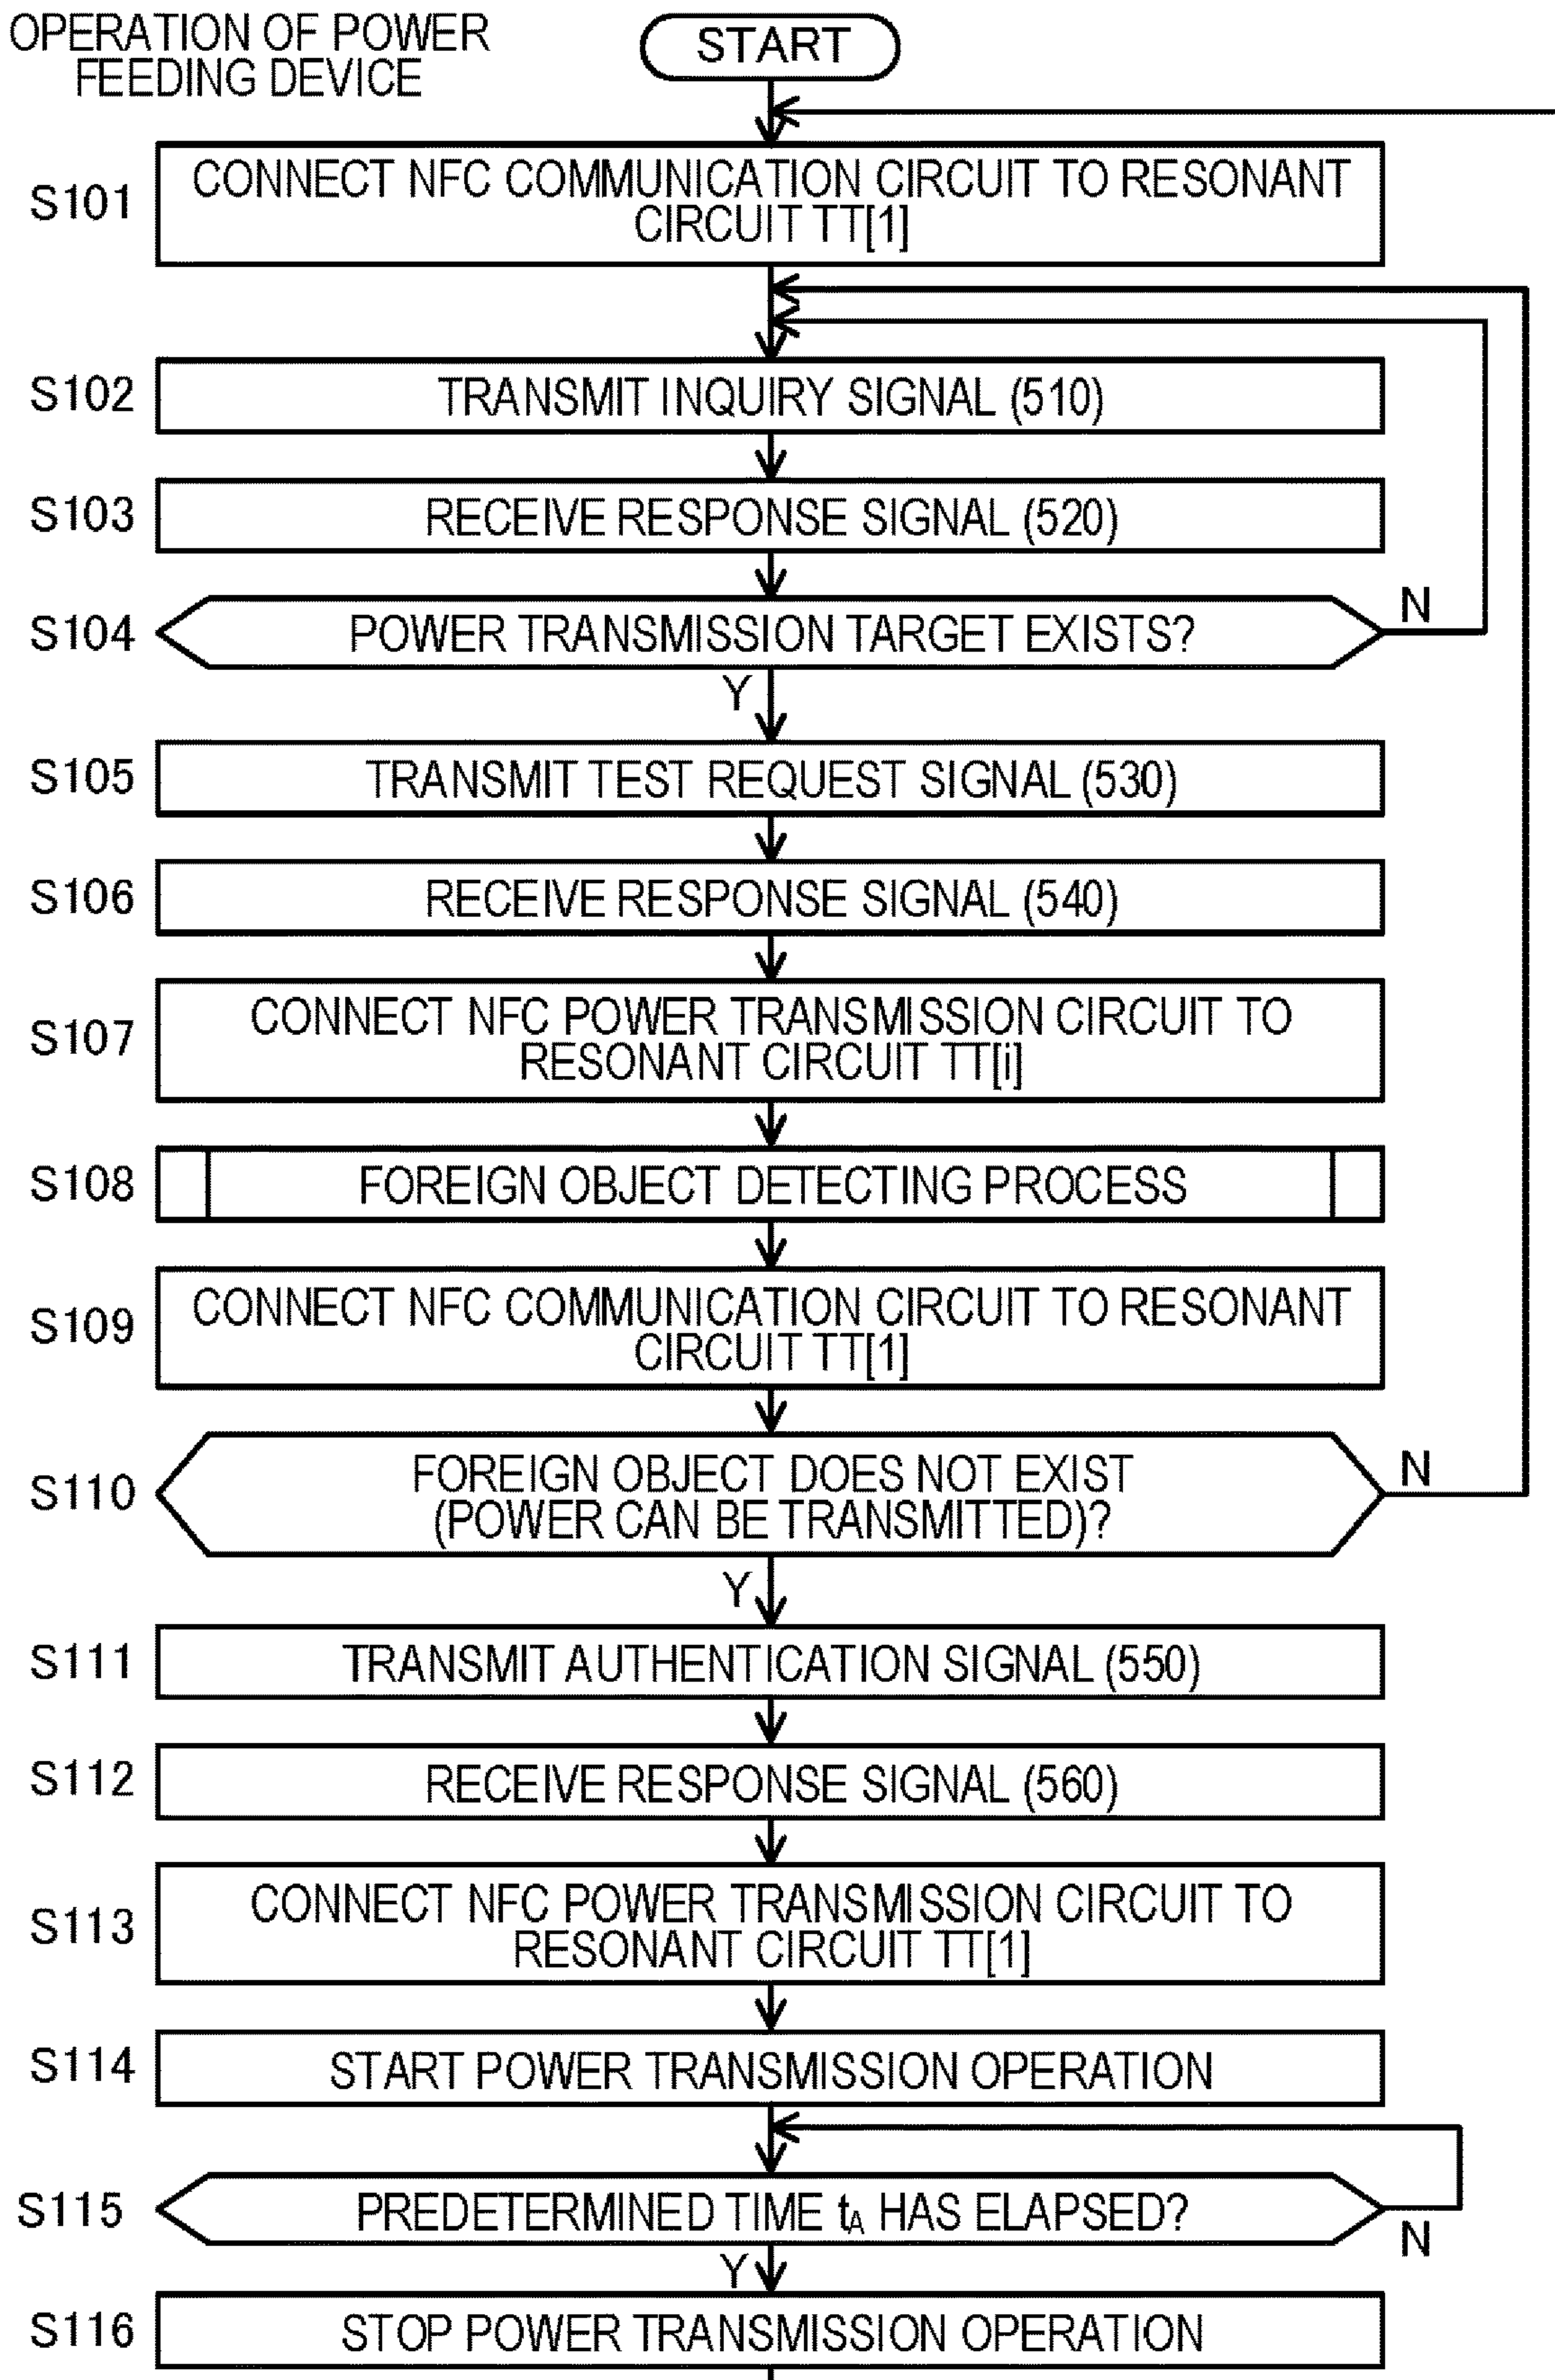 OPERATION OF POWER
FEEDING DEVICE
START
S101
CONNECT NFC COMMUNICATION CIRCUIT TO RESONANT
CIRCUIT TT[1]
S102
TRANSMIT INQUIRY SIGNAL (510)
S103
RECEIVE RESPONSE SIGNAL (520)
S104
POWER TRANSMISSION TARGET EXISTS?
N
Y
S105
TRANSMIT TEST REQUEST SIGNAL (530)
S106
RECEIVE RESPONSE SIGNAL (540)
S107
CONNECT NFC POWER TRANSMISSION CIRCUIT TO
RESONANT CIRCUIT TT[i]
S108
FOREIGN OBJECT DETECTING PROCESS
S109
CONNECT NFC COMMUNICATION CIRCUIT TO RESONANT
CIRCUIT TT[1]
S110
FOREIGN OBJECT DOES NOT EXIST
(POWER CAN BE TRANSMITTED)?
N
Y
S111
TRANSMIT AUTHENTICATION SIGNAL (550)
S112
RECEIVE RESPONSE SIGNAL (560)
S113
CONNECT NFC POWER TRANSMISSION CIRCUIT TO
RESONANT CIRCUIT TT[1]
S114
START POWER TRANSMISSION OPERATION
S115
PREDETERMINED TIME tA HAS ELAPSED?
N
Y
S116
STOP POWER TRANSMISSION OPERATION